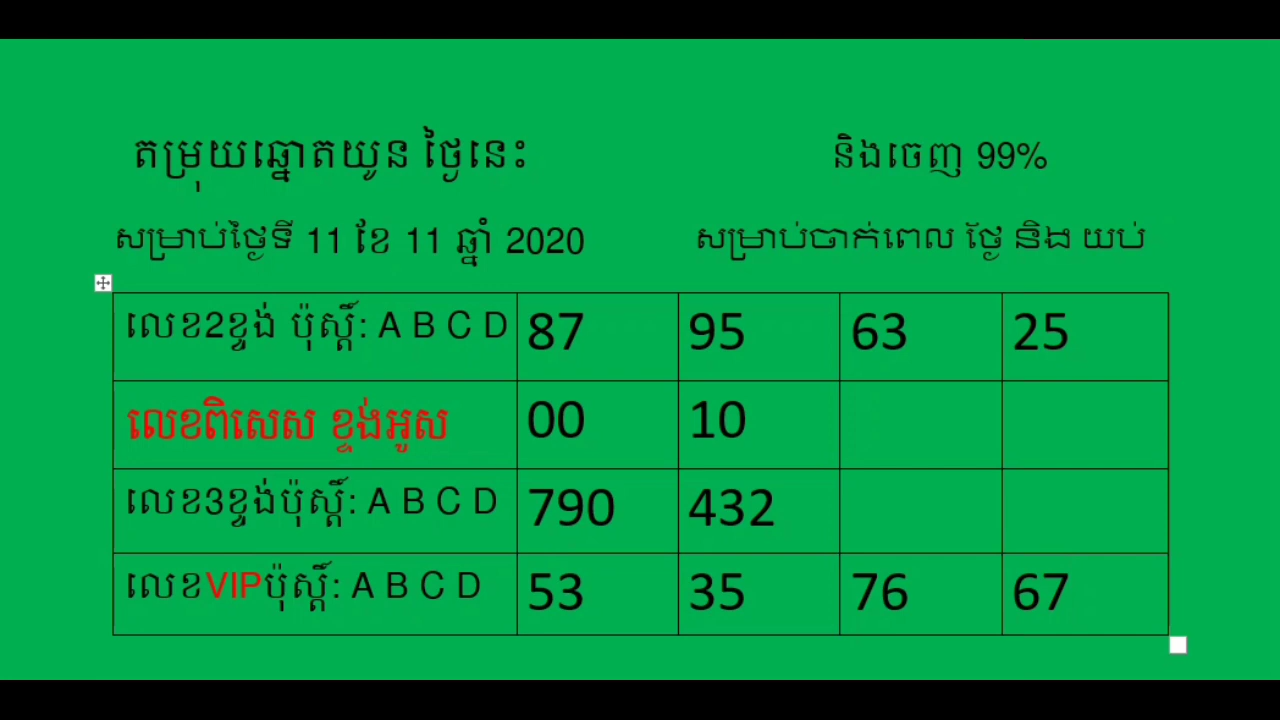 តម្រុយឆ្នោតយួន ថ្ងៃនេះ និងចេញ 99%
សម្រាប់ថ្ងៃទី 11 ខែ 11 ឆ្នាំ 2020 សម្រាប់ចាក់ពេល ថ្ងៃ និង យប់
លេខ2ខ្ទង់ ប៉ុស្តិ៍: A B C D 87 95 63 25
លេខពិសេស ខ្ទង់អូស 00 10
លេខ3ខ្ទង់ប៉ុស្តិ៍: A B C D 790 432
លេខVIPប៉ុស្តិ៍: A B C D 53 35 76 67